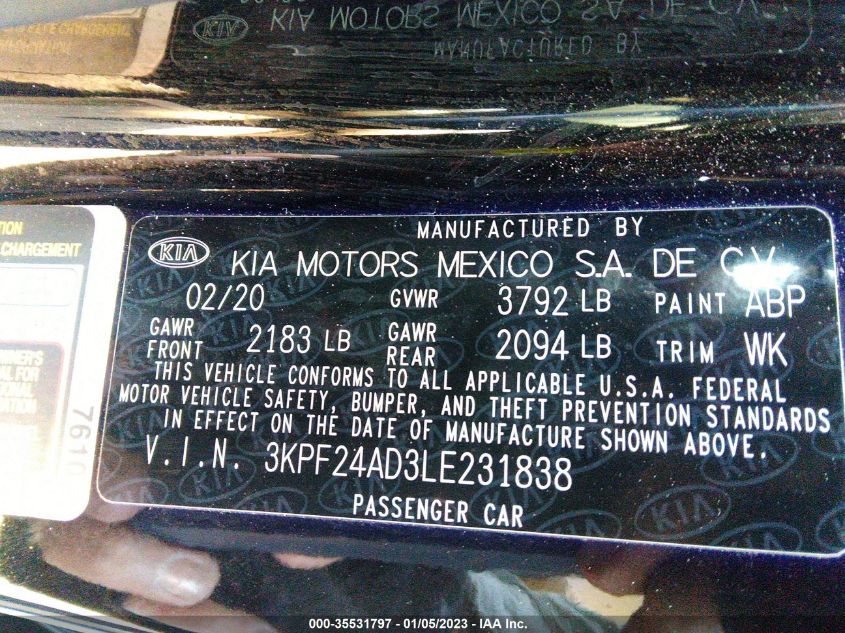 KIA MOTORS MEXICO S.A. DE C.V.
MANUFACTURED BY
TION
CHARGEMENT
MANUFACTURED BY
KIA
KIA MOTORS MEXICO S.A. DE C.V.
02/20 GVWR 3792 LB PAINT ABP
GAWR FRONT 2183 LB GAWR REAR 2094 LB TRIM WK
THIS VEHICLE CONFORMS TO ALL APPLICABLE U.S.A. FEDERAL
MOTOR VEHICLE SAFETY, BUMPER, AND THEFT PREVENTION STANDARDS
IN EFFECT ON THE DATE OF MANUFACTURE SHOWN ABOVE.
V.I.N. 3KPF24AD3LE231838
PASSENGER CAR
7610
000-35531797 - 01/05/2023 - IAA Inc.